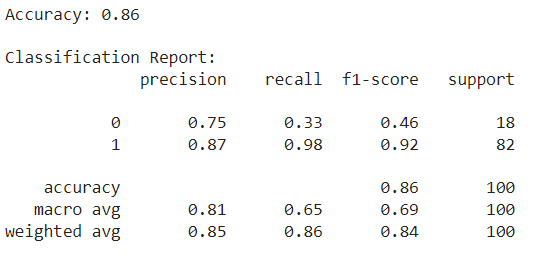 Accuracy: 0.86
Classification Report:
precision recall f1-score support
0 0.75 0.33 0.46 18
1 0.87 0.98 0.92 82
accuracy 0.86 100
macro avg 0.81 0.65 0.69 100
weighted avg 0.85 0.86 0.84 100